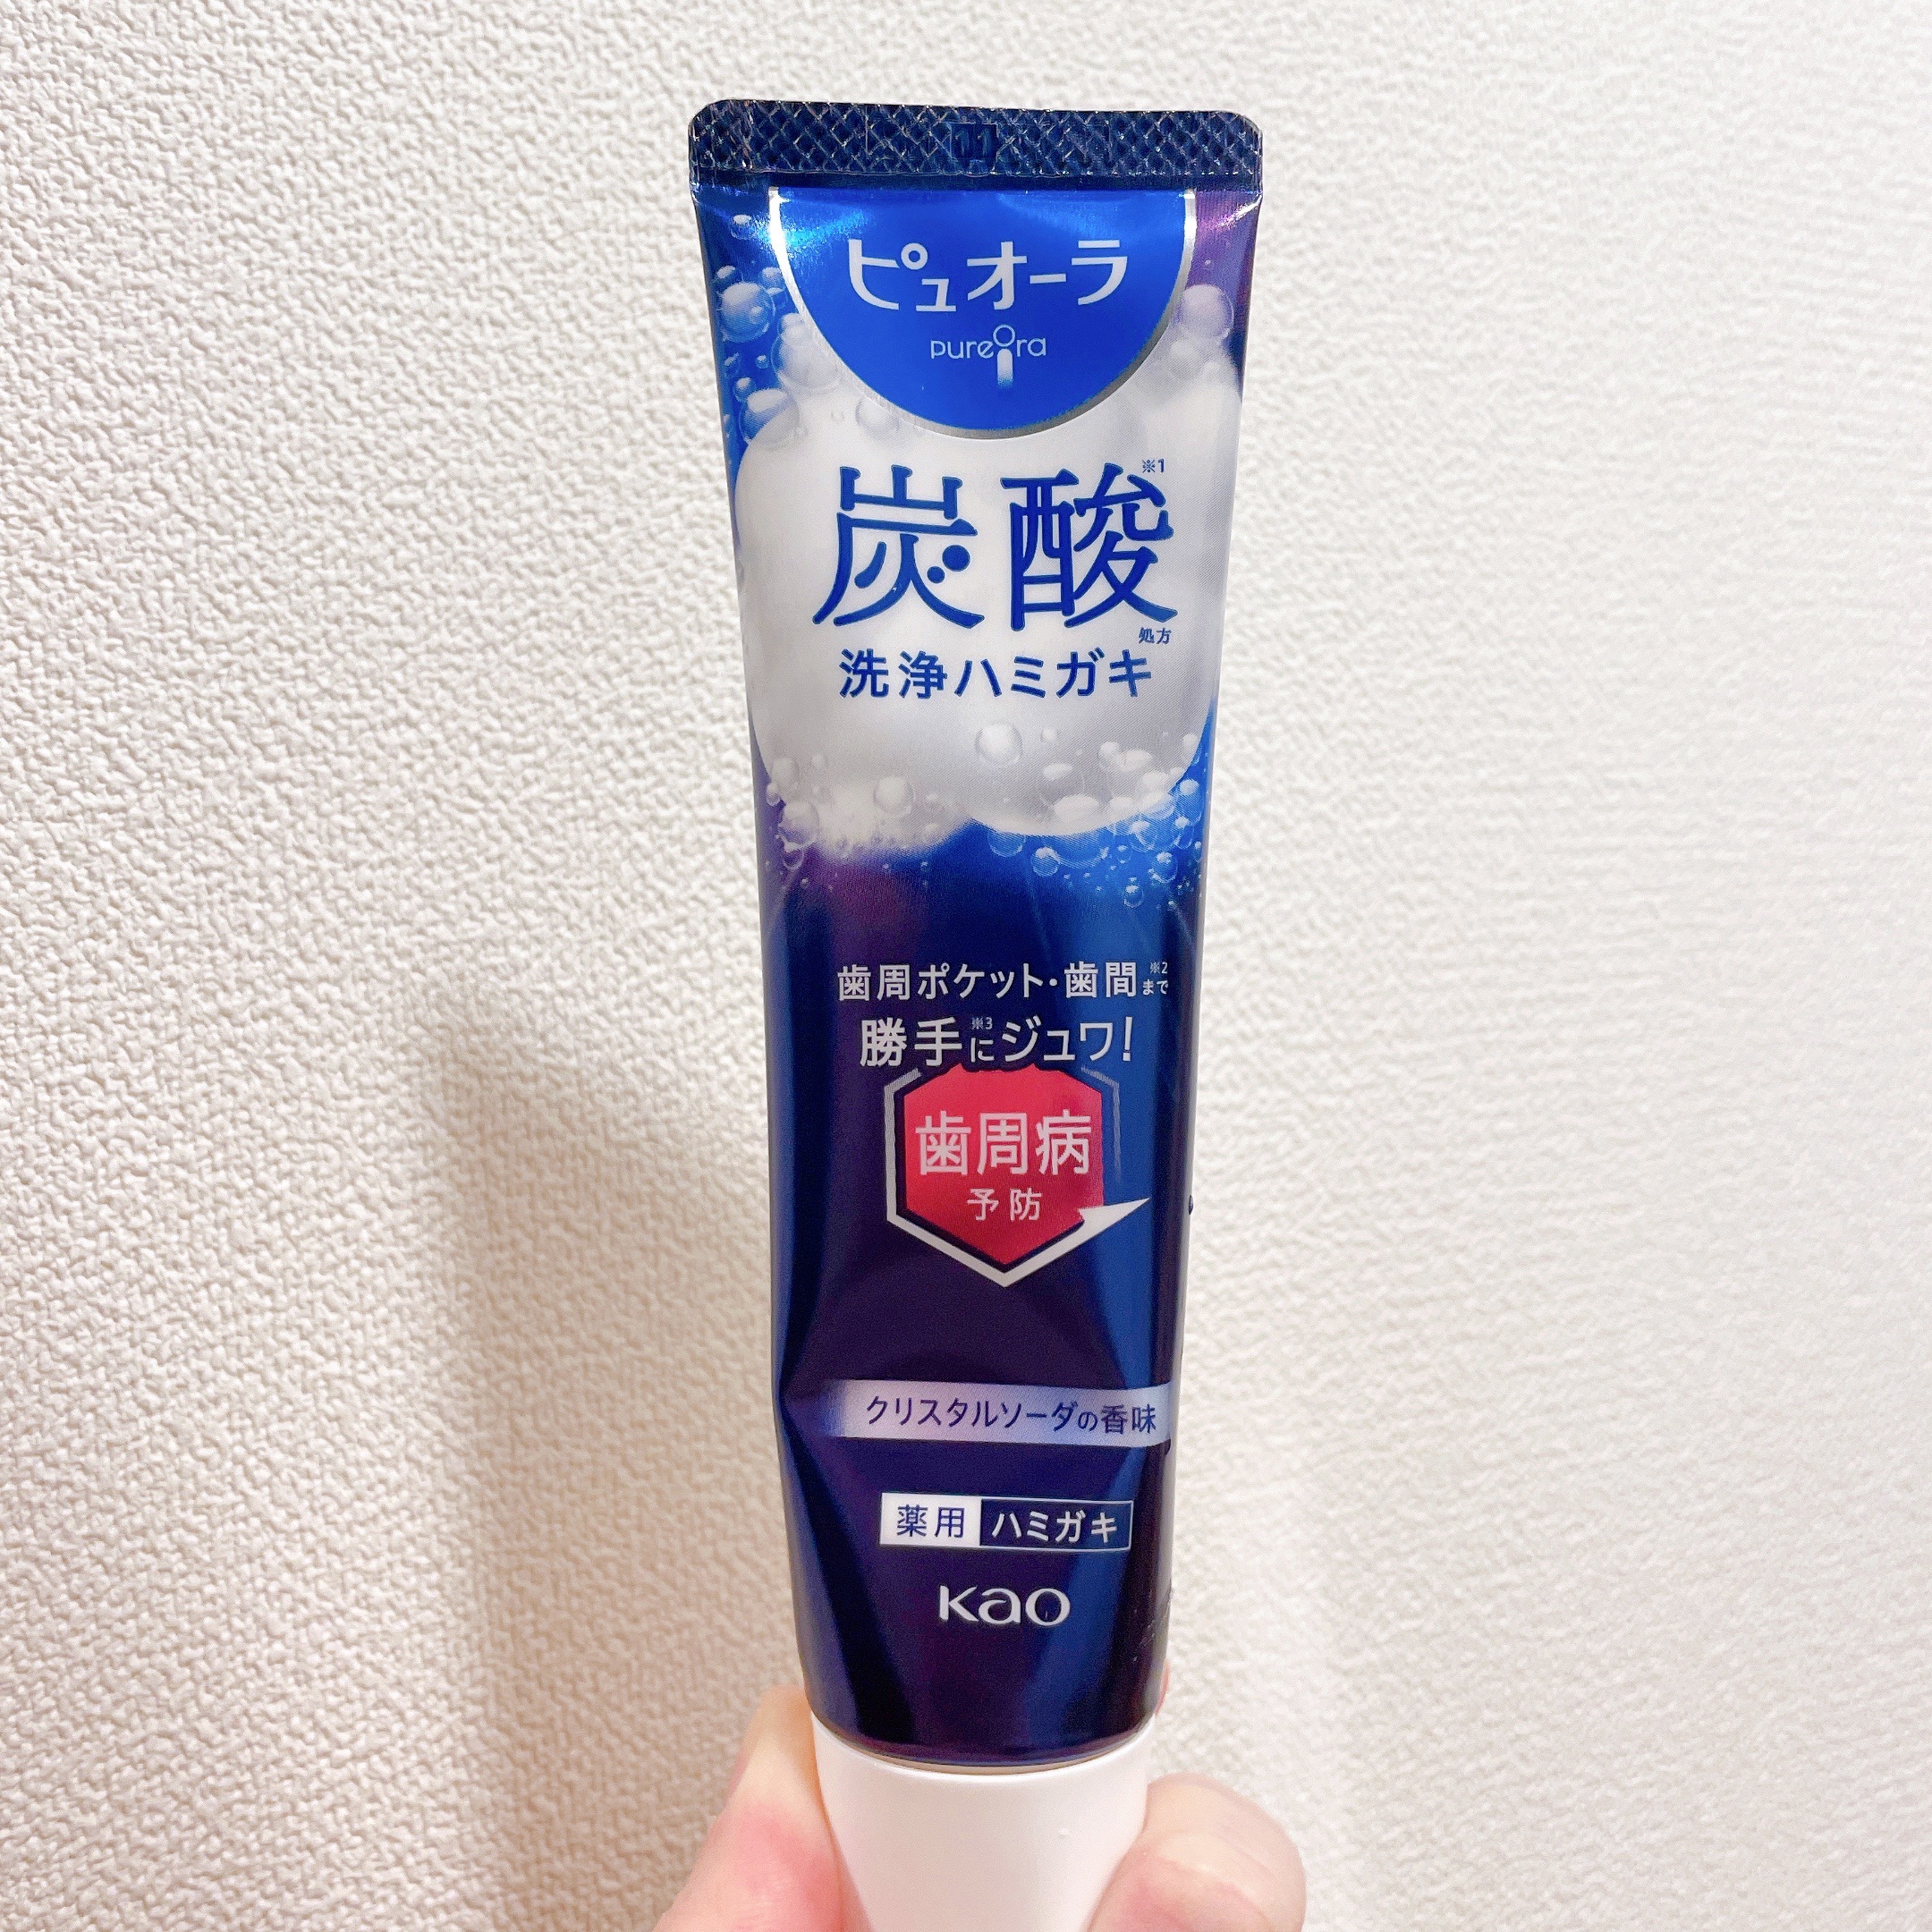 11
ピュオーラ
pureora
炭酸※1
処方
洗浄ハミガキ
歯周ポケット・歯間※2まで
勝手※3にジュワ!
歯周病
予防
クリスタルソーダの香味
薬用 ハミガキ
Kao